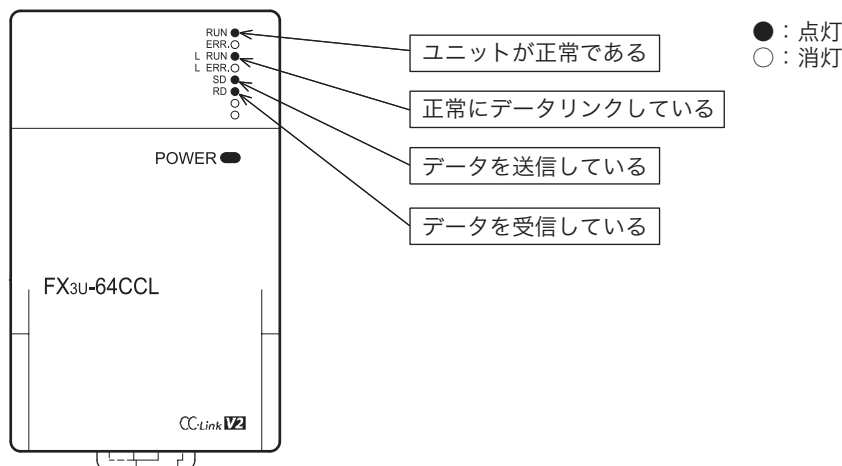 RUN
ERR.
L RUN
L ERR.
SD
RD
POWER
FX3U-64CCL
CC-Link V2
ユニットが正常である
正常にデータリンクしている
データを送信している
データを受信している
●：点灯
○：消灯